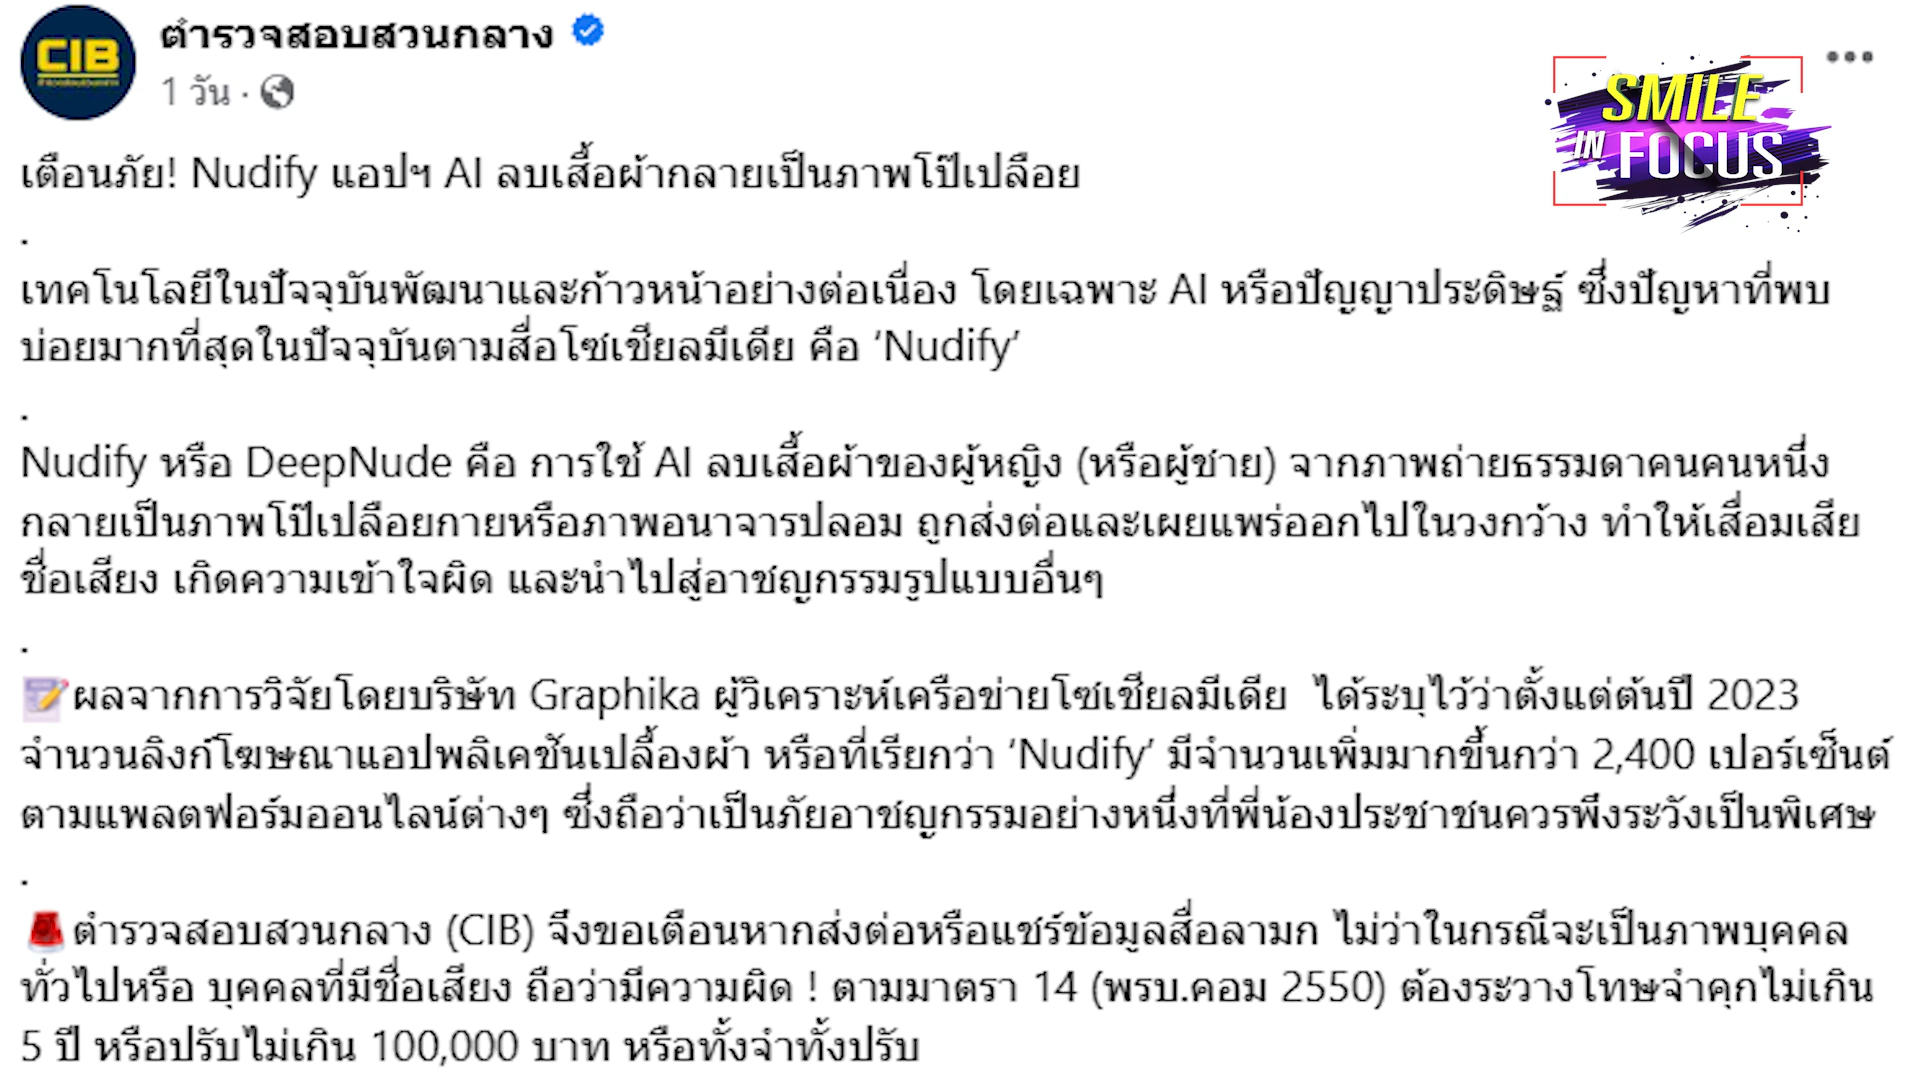 CIB
ตำรวจสอบสวนกลาง
1 วัน ·
SMILE
IN FOCUS
เตือนภัย! Nudify แอปฯ AI ลบเสื้อผ้ากลายเป็นภาพโป๊เปลือย
.
เทคโนโลยีในปัจจุบันพัฒนาและก้าวหน้าอย่างต่อเนื่อง โดยเฉพาะ AI หรือปัญญาประดิษฐ์ ซึ่งปัญหาที่พบ
บ่อยมากที่สุดในปัจจุบันตามสื่อโซเชียลมีเดีย คือ ‘Nudify’
.
Nudify หรือ DeepNude คือ การใช้ AI ลบเสื้อผ้าของผู้หญิง (หรือผู้ชาย) จากภาพถ่ายธรรมดาคนคนหนึ่ง
กลายเป็นภาพโป๊เปลือยกายหรือภาพอนาจารปลอม ถูกส่งต่อและเผยแพร่ออกไปในวงกว้าง ทำให้เสื่อมเสีย
ชื่อเสียง เกิดความเข้าใจผิด และนำไปสู่อาชญกรรมรูปแบบอื่นๆ
.
ผลจากการวิจัยโดยบริษัท Graphika ผู้วิเคราะห์เครือข่ายโซเชียลมีเดีย ได้ระบุไว้ว่าตั้งแต่ต้นปี 2023
จำนวนลิงก์โฆษณาแอปพลิเคชันเปลื้องผ้า หรือที่เรียกว่า ‘Nudify’ มีจำนวนเพิ่มมากขึ้นกว่า 2,400 เปอร์เซ็นต์
ตามแพลตฟอร์มออนไลน์ต่างๆ ซึ่งถือว่าเป็นภัยอาชญกรรมอย่างหนึ่งที่พี่น้องประชาชนควรพึงระวังเป็นพิเศษ
.
ตำรวจสอบสวนกลาง (CIB) จึงขอเตือนหากส่งต่อหรือแชร์ข้อมูลสื่อลามก ไม่ว่าในกรณีจะเป็นภาพบุคคล
ทั่วไปหรือ บุคคลที่มีชื่อเสียง ถือว่ามีความผิด ! ตามมาตรา 14 (พรบ.คอม 2550) ต้องระวางโทษจำคุกไม่เกิน
5 ปี หรือปรับไม่เกิน 100,000 บาท หรือทั้งจำทั้งปรับ